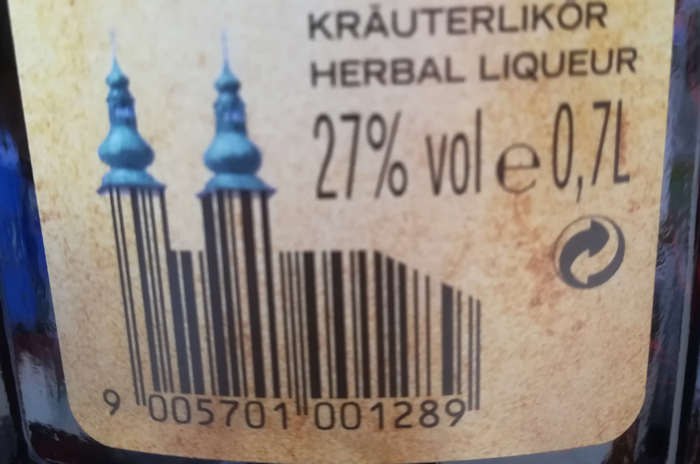 KRÄUTERLIKÖR
HERBAL LIQUEUR
27% vol e 0,7L
9 005701 001289